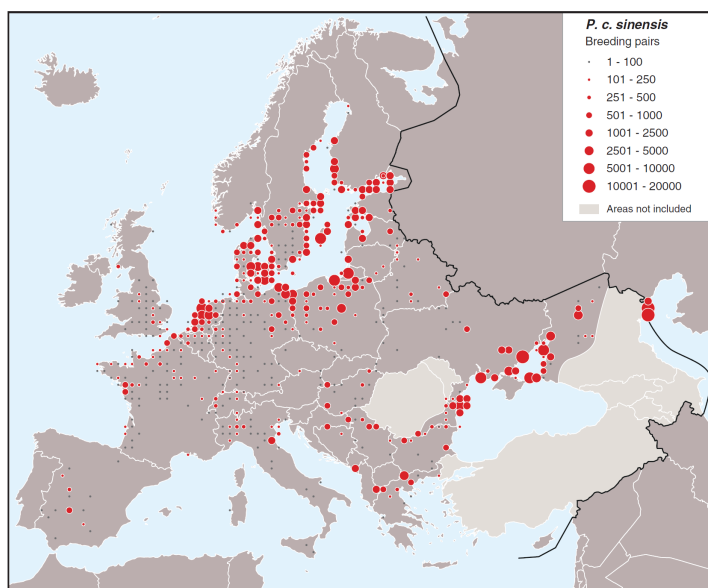 P. c. sinensis
Breeding pairs
1 - 100
101 - 250
251 - 500
501 - 1000
1001 - 2500
2501 - 5000
5001 - 10000
10001 - 20000
Areas not included